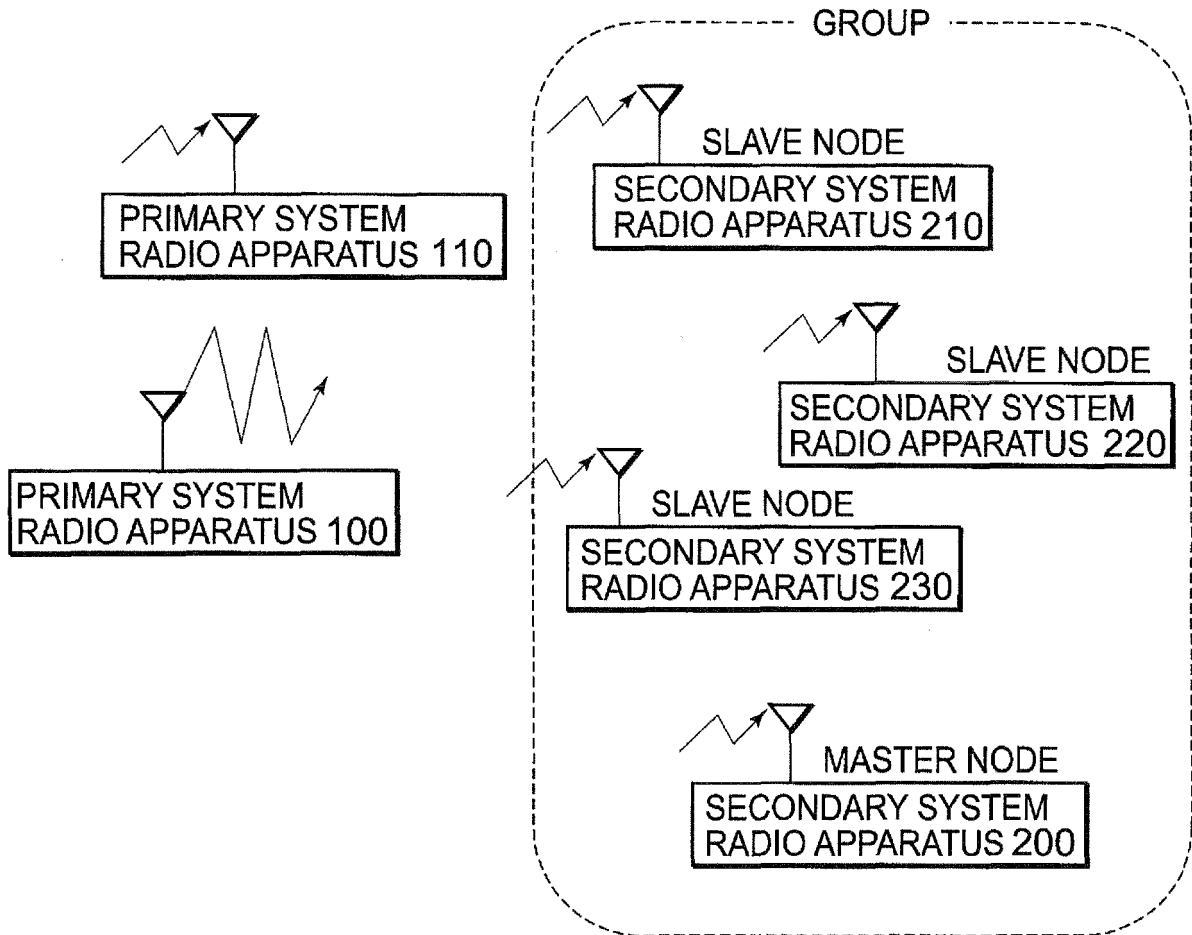 GROUP
SLAVE NODE
PRIMARY SYSTEM
RADIO APPARATUS 110
SECONDARY SYSTEM
RADIO APPARATUS 210
SLAVE NODE
SECONDARY SYSTEM
RADIO APPARATUS 220
PRIMARY SYSTEM
RADIO APPARATUS 100
SLAVE NODE
SECONDARY SYSTEM
RADIO APPARATUS 230
MASTER NODE
SECONDARY SYSTEM
RADIO APPARATUS 200